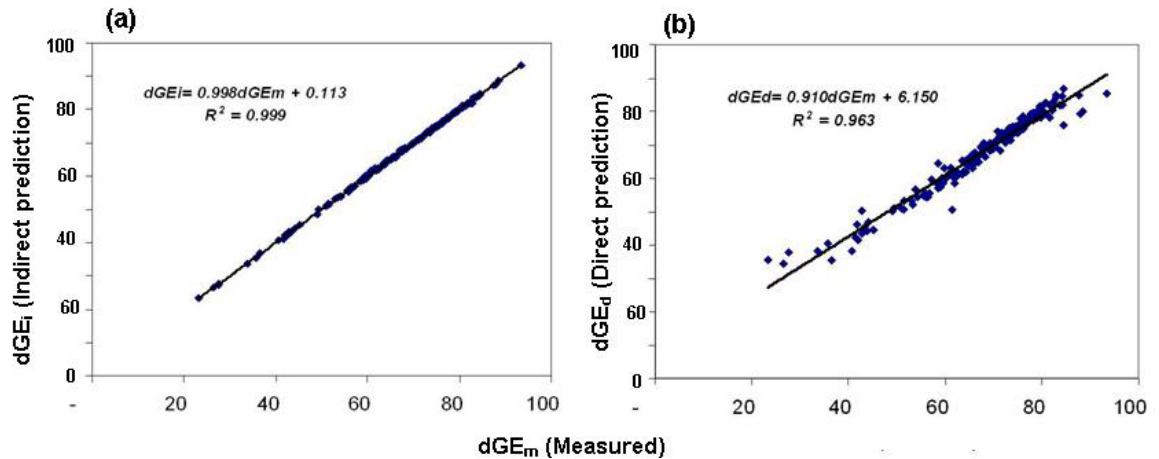 (a)
100
80
60
40
60
0
dGEi= 0.998dGEm + 0.113
R² = 0.999
dGEi (Indirect prediction)
- 20 40 60 80 100
(b)
100
80
60
40
60
0
dGEd= 0.910dGEm + 6.150
R² = 0.963
dGEd (Direct prediction)
- 20 40 60 80 100
dGEm (Measured)